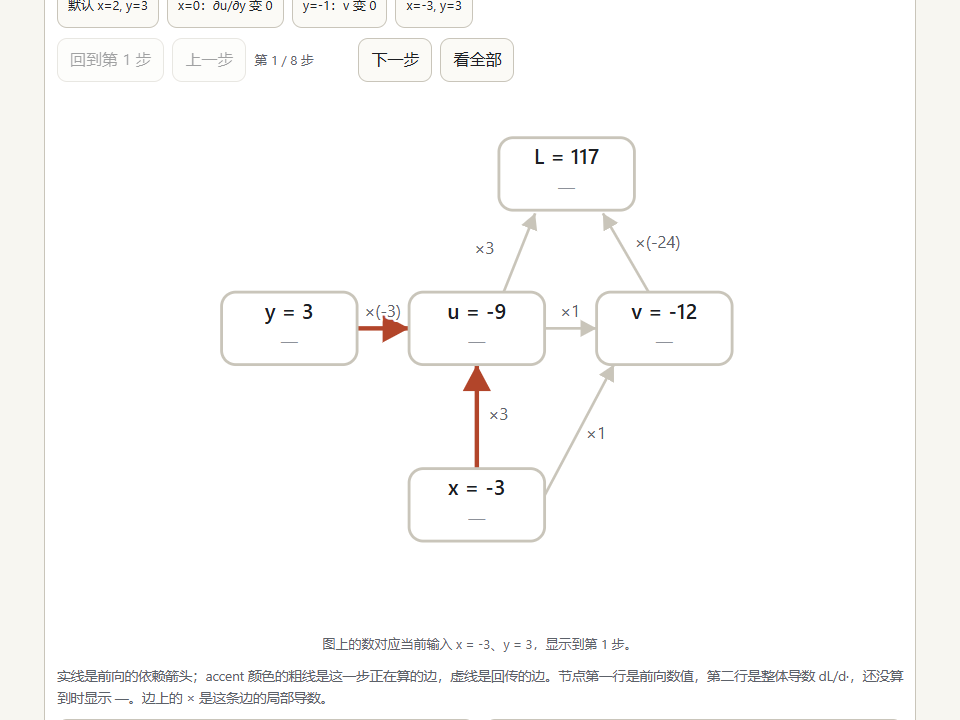 默认 x=2, y=3
x=0：∂u/∂y 变 0
y=-1：v 变 0
x=-3, y=3
回到第 1 步
上一步
第 1 / 8 步
下一步
看全部
L = 117
—
×3
×(-24)
y = 3
—
×(-3)
u = -9
—
×1
v = -12
—
×3
×1
x = -3
—
图上的数对应当前输入 x = -3、y = 3，显示到第 1 步。
实线是前向的依赖箭头；accent 颜色的粗线是这一步正在算的边，虚线是回传的边。节点第一行是前向数值，第二行是整体导数 dL/d·，还没算
到时显示 —。边上的 × 是这条边的局部导数。